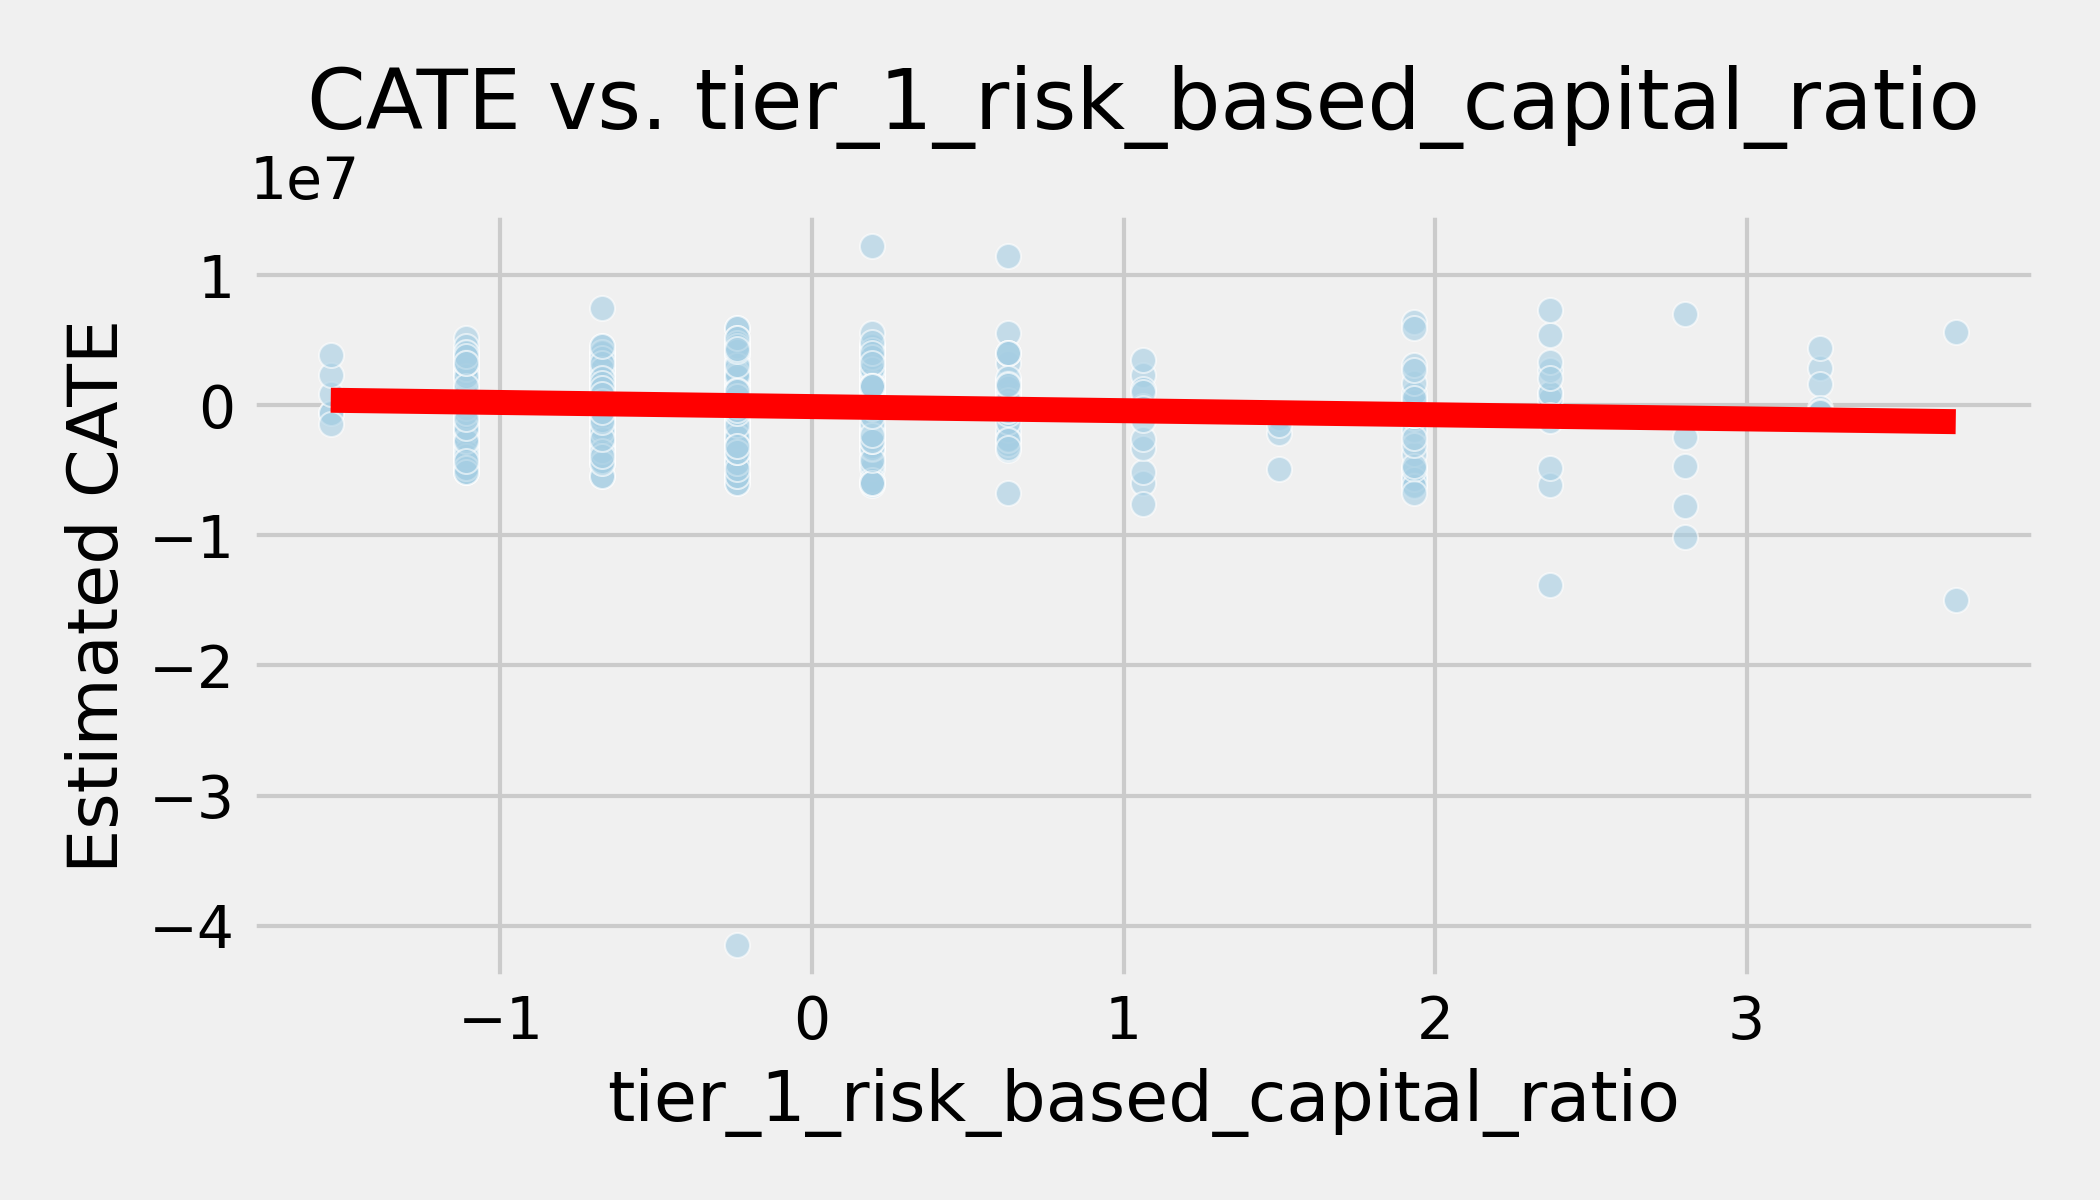 CATE vs. tier_1_risk_based_capital_ratio
1e7
1
0
−1
−2
−3
−4
Estimated CATE
−1 0 1 2 3
tier_1_risk_based_capital_ratio